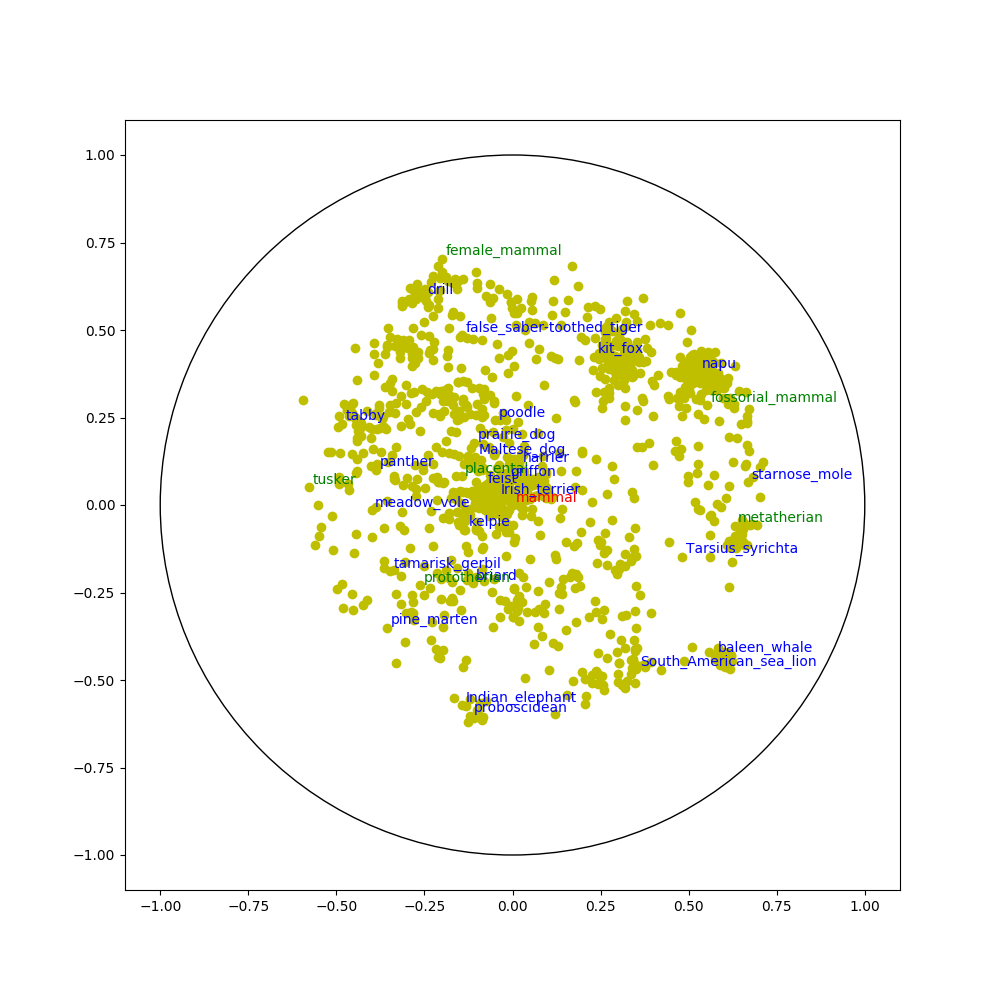 1.00
0.75
0.50
0.25
0.00
−0.25
−0.50
−0.75
−1.00
female_mammal
drill
false_saber-toothed_tiger
kit_fox
napu
fossorial_mammal
poodle
tabby
prairie_dog
Maltese_dog
harrier
panther
placental
griffon
starnose_mole
tusker
feist
Irish_terrier
mammal
meadow_vole
metatherian
kelpie
Tarsius_syrichta
tamarisk_gerbil
briard
prototherian
pine_marten
baleen_whale
South_American_sea_lion
Indian_elephant
proboscidean
−1.00 −0.75 −0.50 −0.25 0.00 0.25 0.50 0.75 1.00